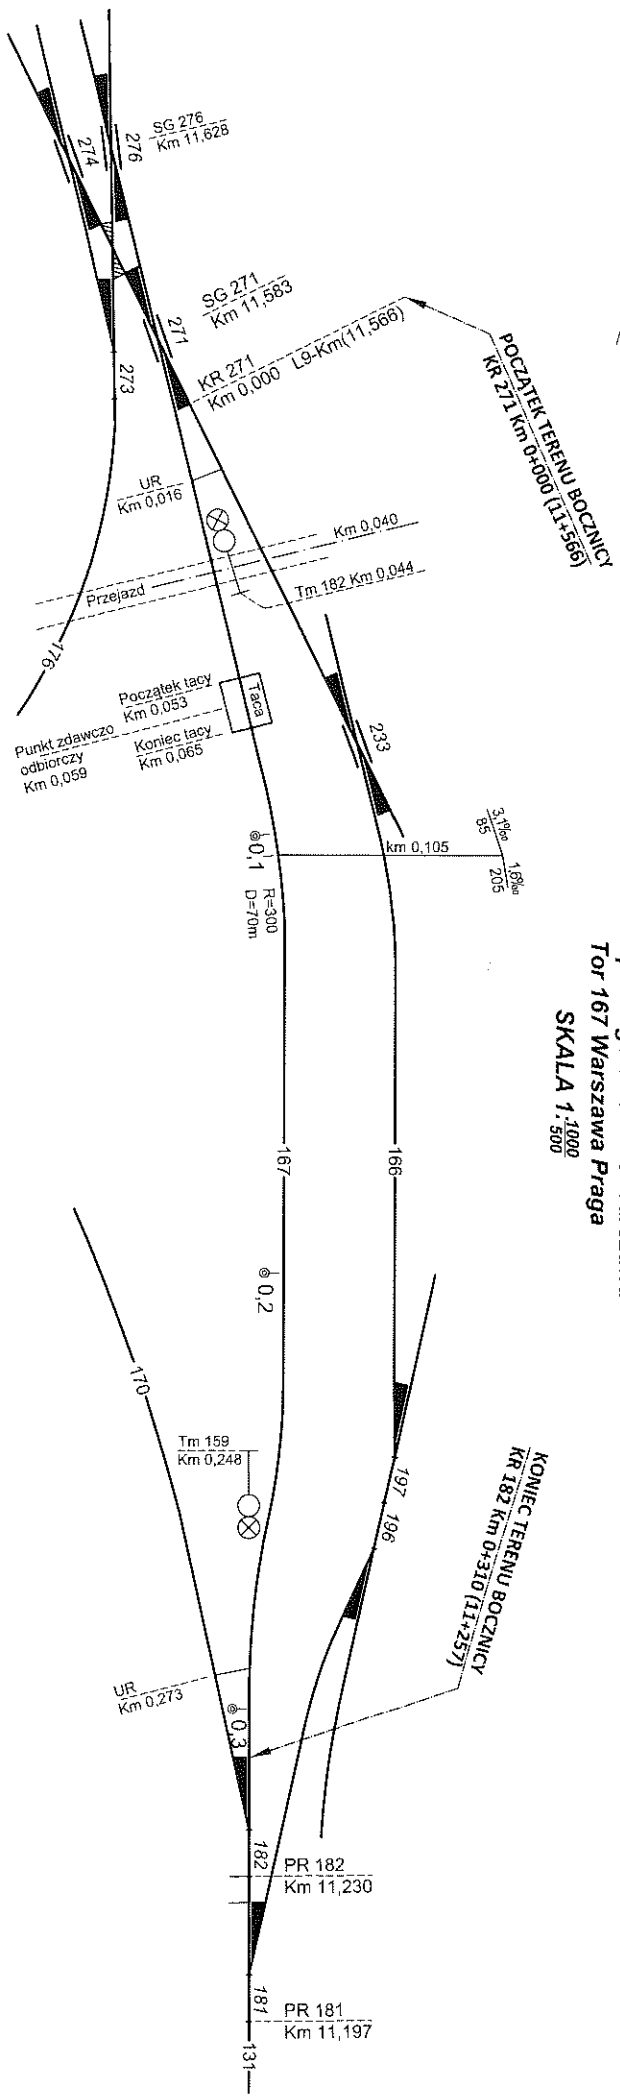 SG 276
Km 11,628
276
274
SG 271
Km 11,583
271
KR 271
Km 0,000 L9-Km(11,566)
273
POCZĄTEK TERENU BOCZNICY
KR 271 Km 0+000 (11+566)
UR
Km 0,016
Km 0,040
Przejazd
Tm 182 Km 0,044
176
Taca
Początek tacy
Km 0,053
Punkt zdawczo
odbiorczy
Km 0,059
Koniec tacy
Km 0,065
233
3,1‰
85
1,6‰
205
km 0,105
0,1
R=300
D=70m
Tor 167 Warszawa Praga
SKALA 1:1000
500
167
166
0,2
170
Tm 159
Km 0,248
197
196
KONIEC TERENU BOCZNICY
KR 182 Km 0+310 (11+257)
UR
Km 0,273
0,3
182
PR 182
Km 11,230
181
PR 181
Km 11,197
131